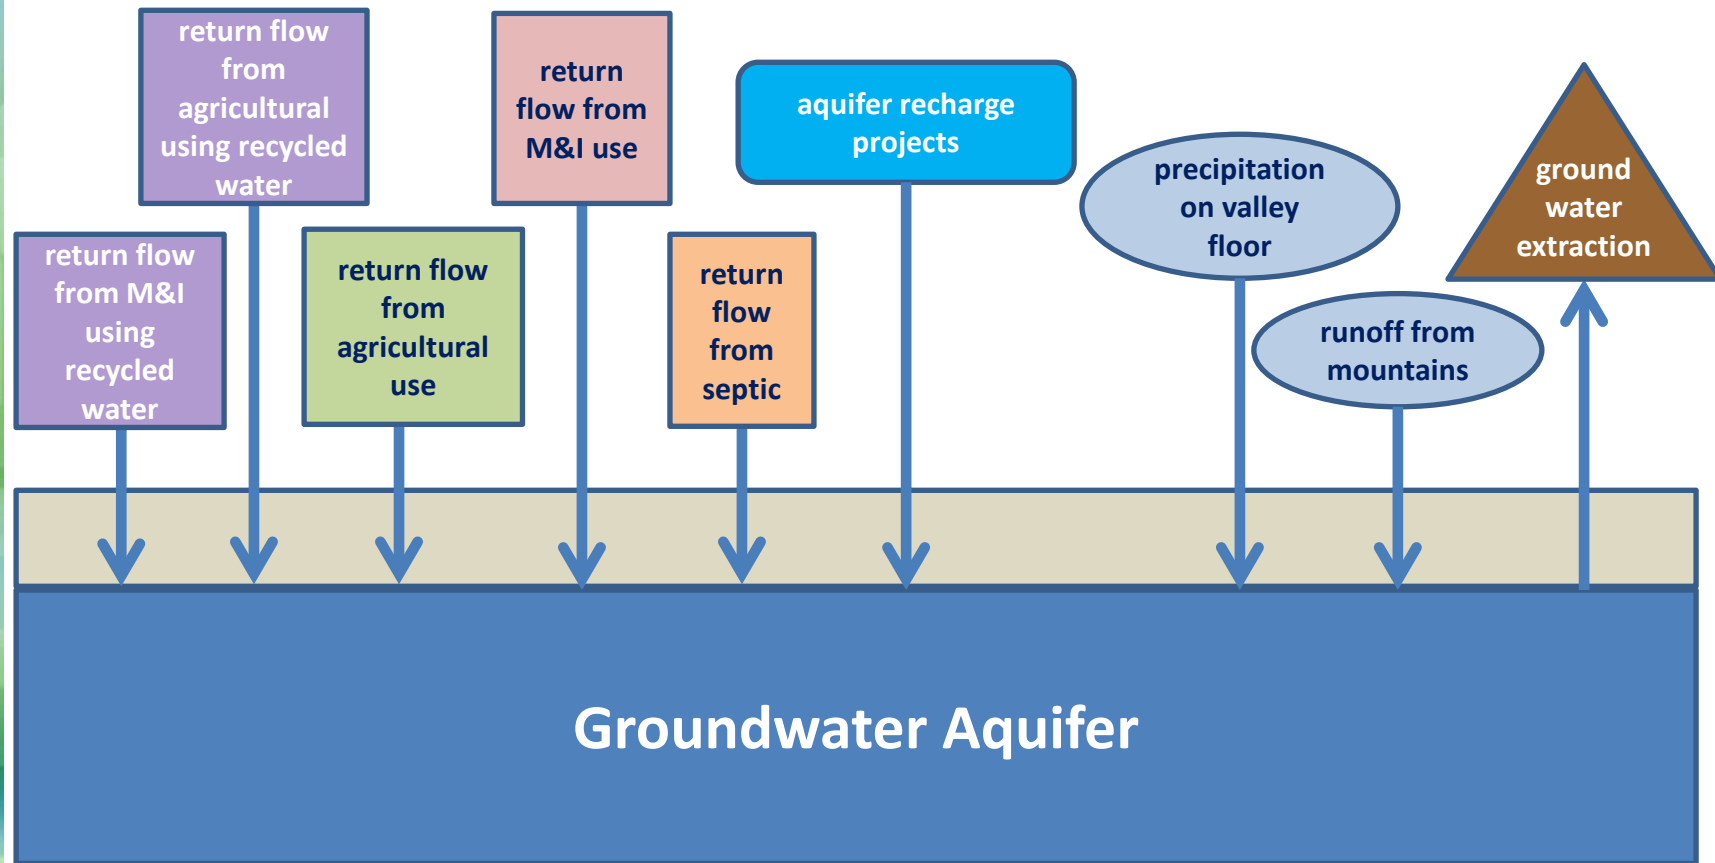 return flow
from
agricultural
using recycled
water
return
flow from
M&I use
aquifer recharge
projects
precipitation
on valley
floor
ground
water
extraction
return flow
from M&I
using
recycled
water
return flow
from
agricultural
use
return
flow
from
septic
runoff from
mountains
Groundwater Aquifer